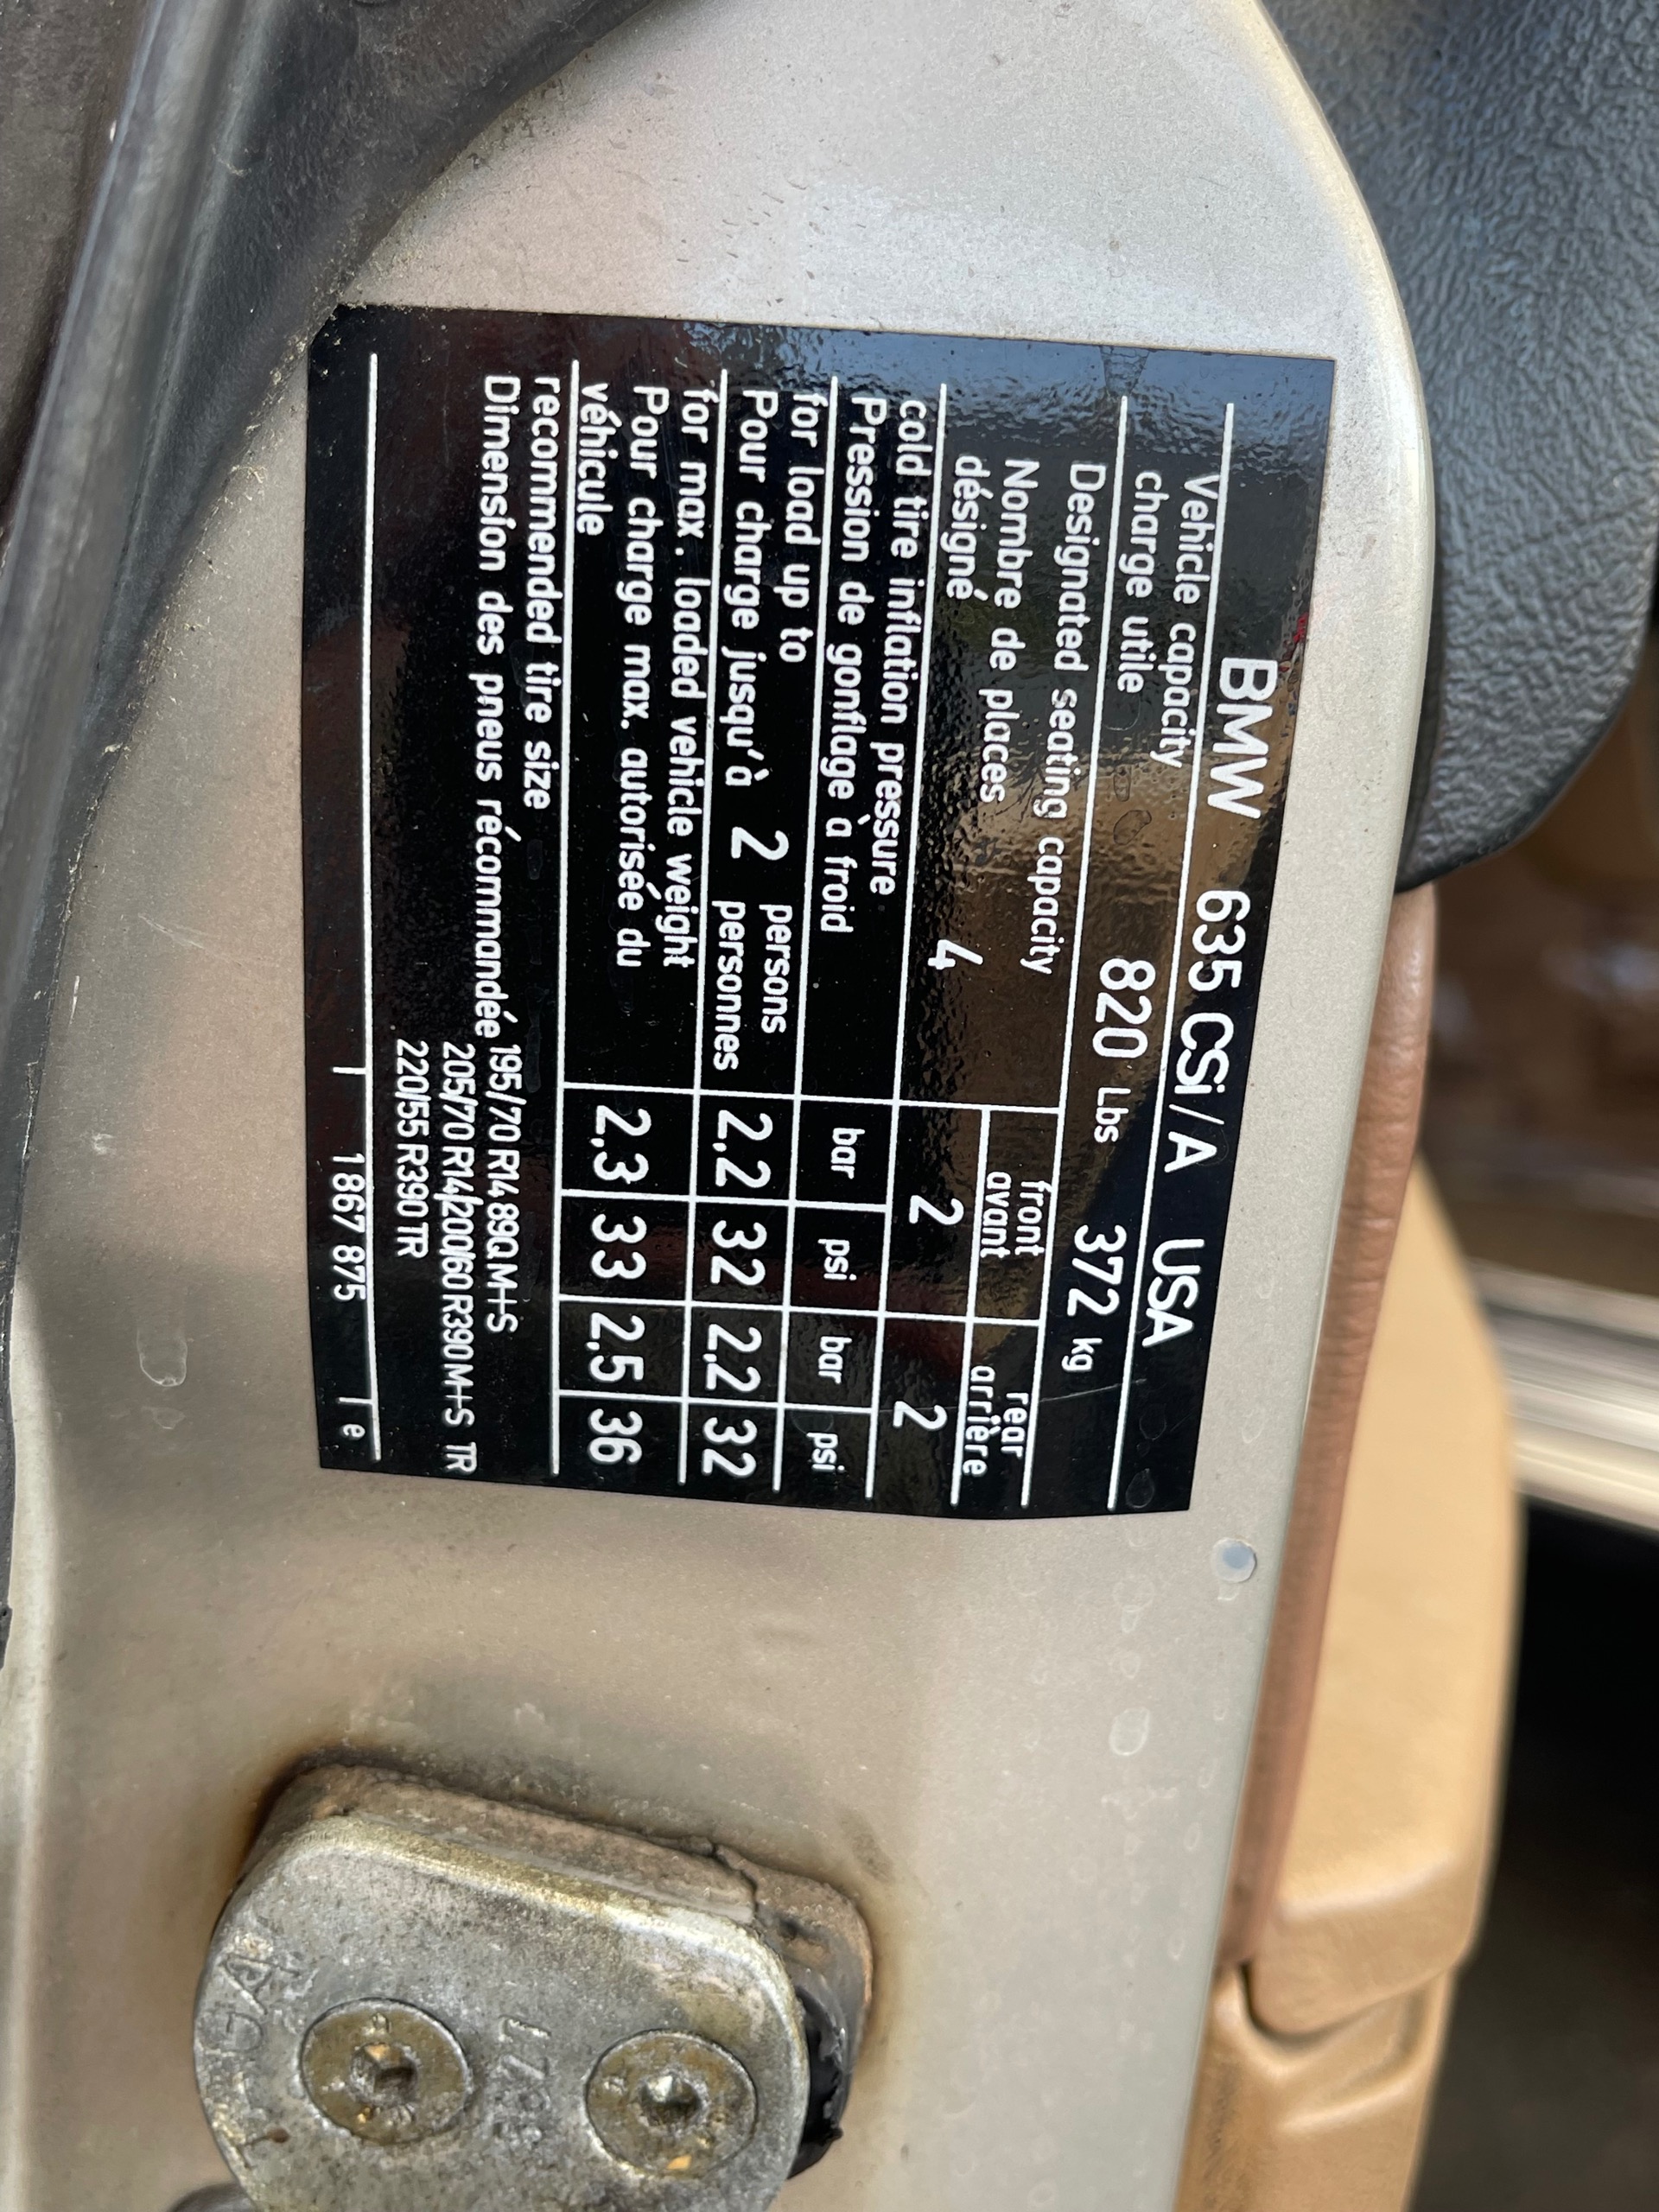 BMW 635 CSi/A USA
Vehicle capacity
charge utile 820 Lbs 372 kg
Designated seating capacity front rear
Nombre de places avant arrière
désigné 4 2 2
cold tire inflation pressure
Pression de gonflage à froid bar psi bar psi
for load up to persons
Pour charge jusqu'à 2 personnes 2,2 32 2,2 32
for max. loaded vehicle weight
Pour charge max. autorisée du 2,3 33 2,5 36
véhicule
recommended tire size
Dimension des pneus récommandée 195/70 R14 89Q M+S
205/70 R14/200/60 R390 M+S TR
220/55 R390 TR
1867 875 e